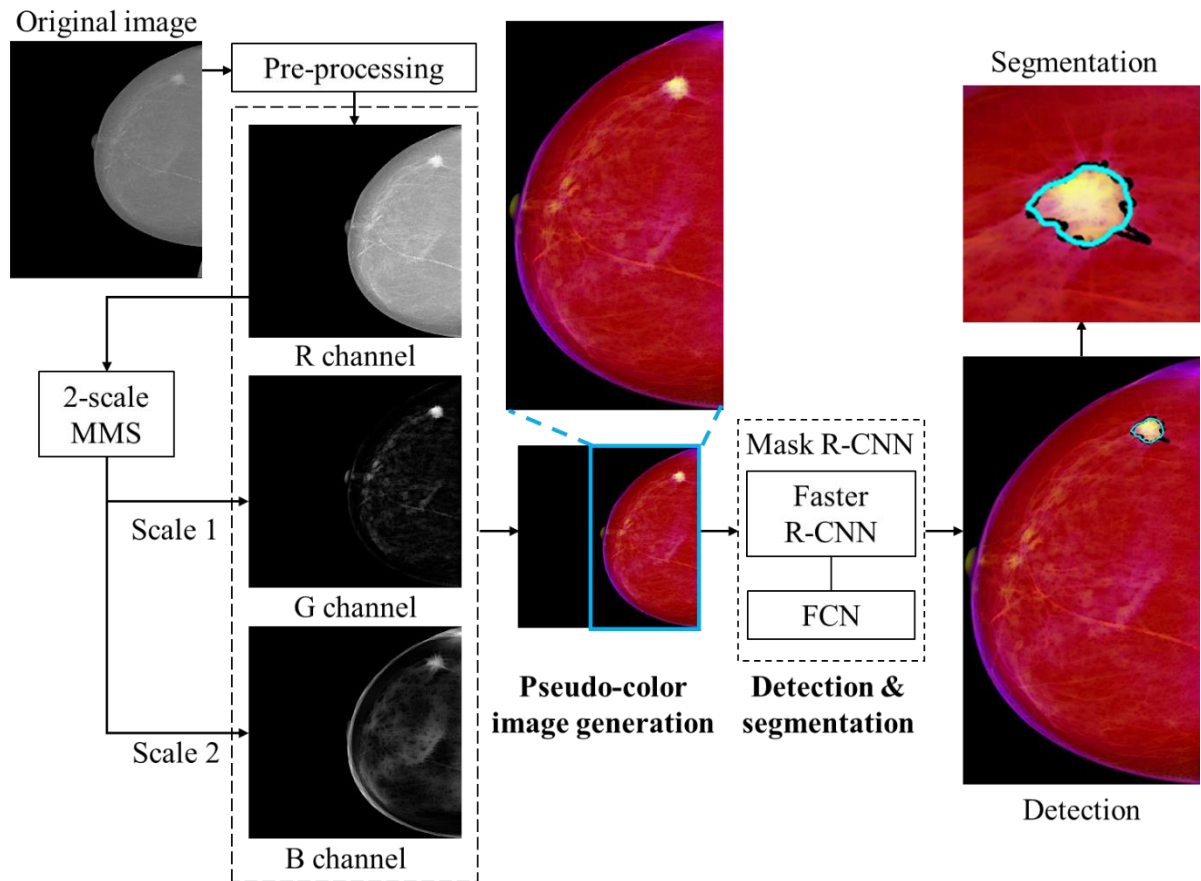 Original image
Pre-processing
R channel
2-scale
MMS
Scale 1
G channel
Scale 2
B channel
Pseudo-color
image generation
Mask R-CNN
Faster
R-CNN
FCN
Detection &
segmentation
Segmentation
Detection